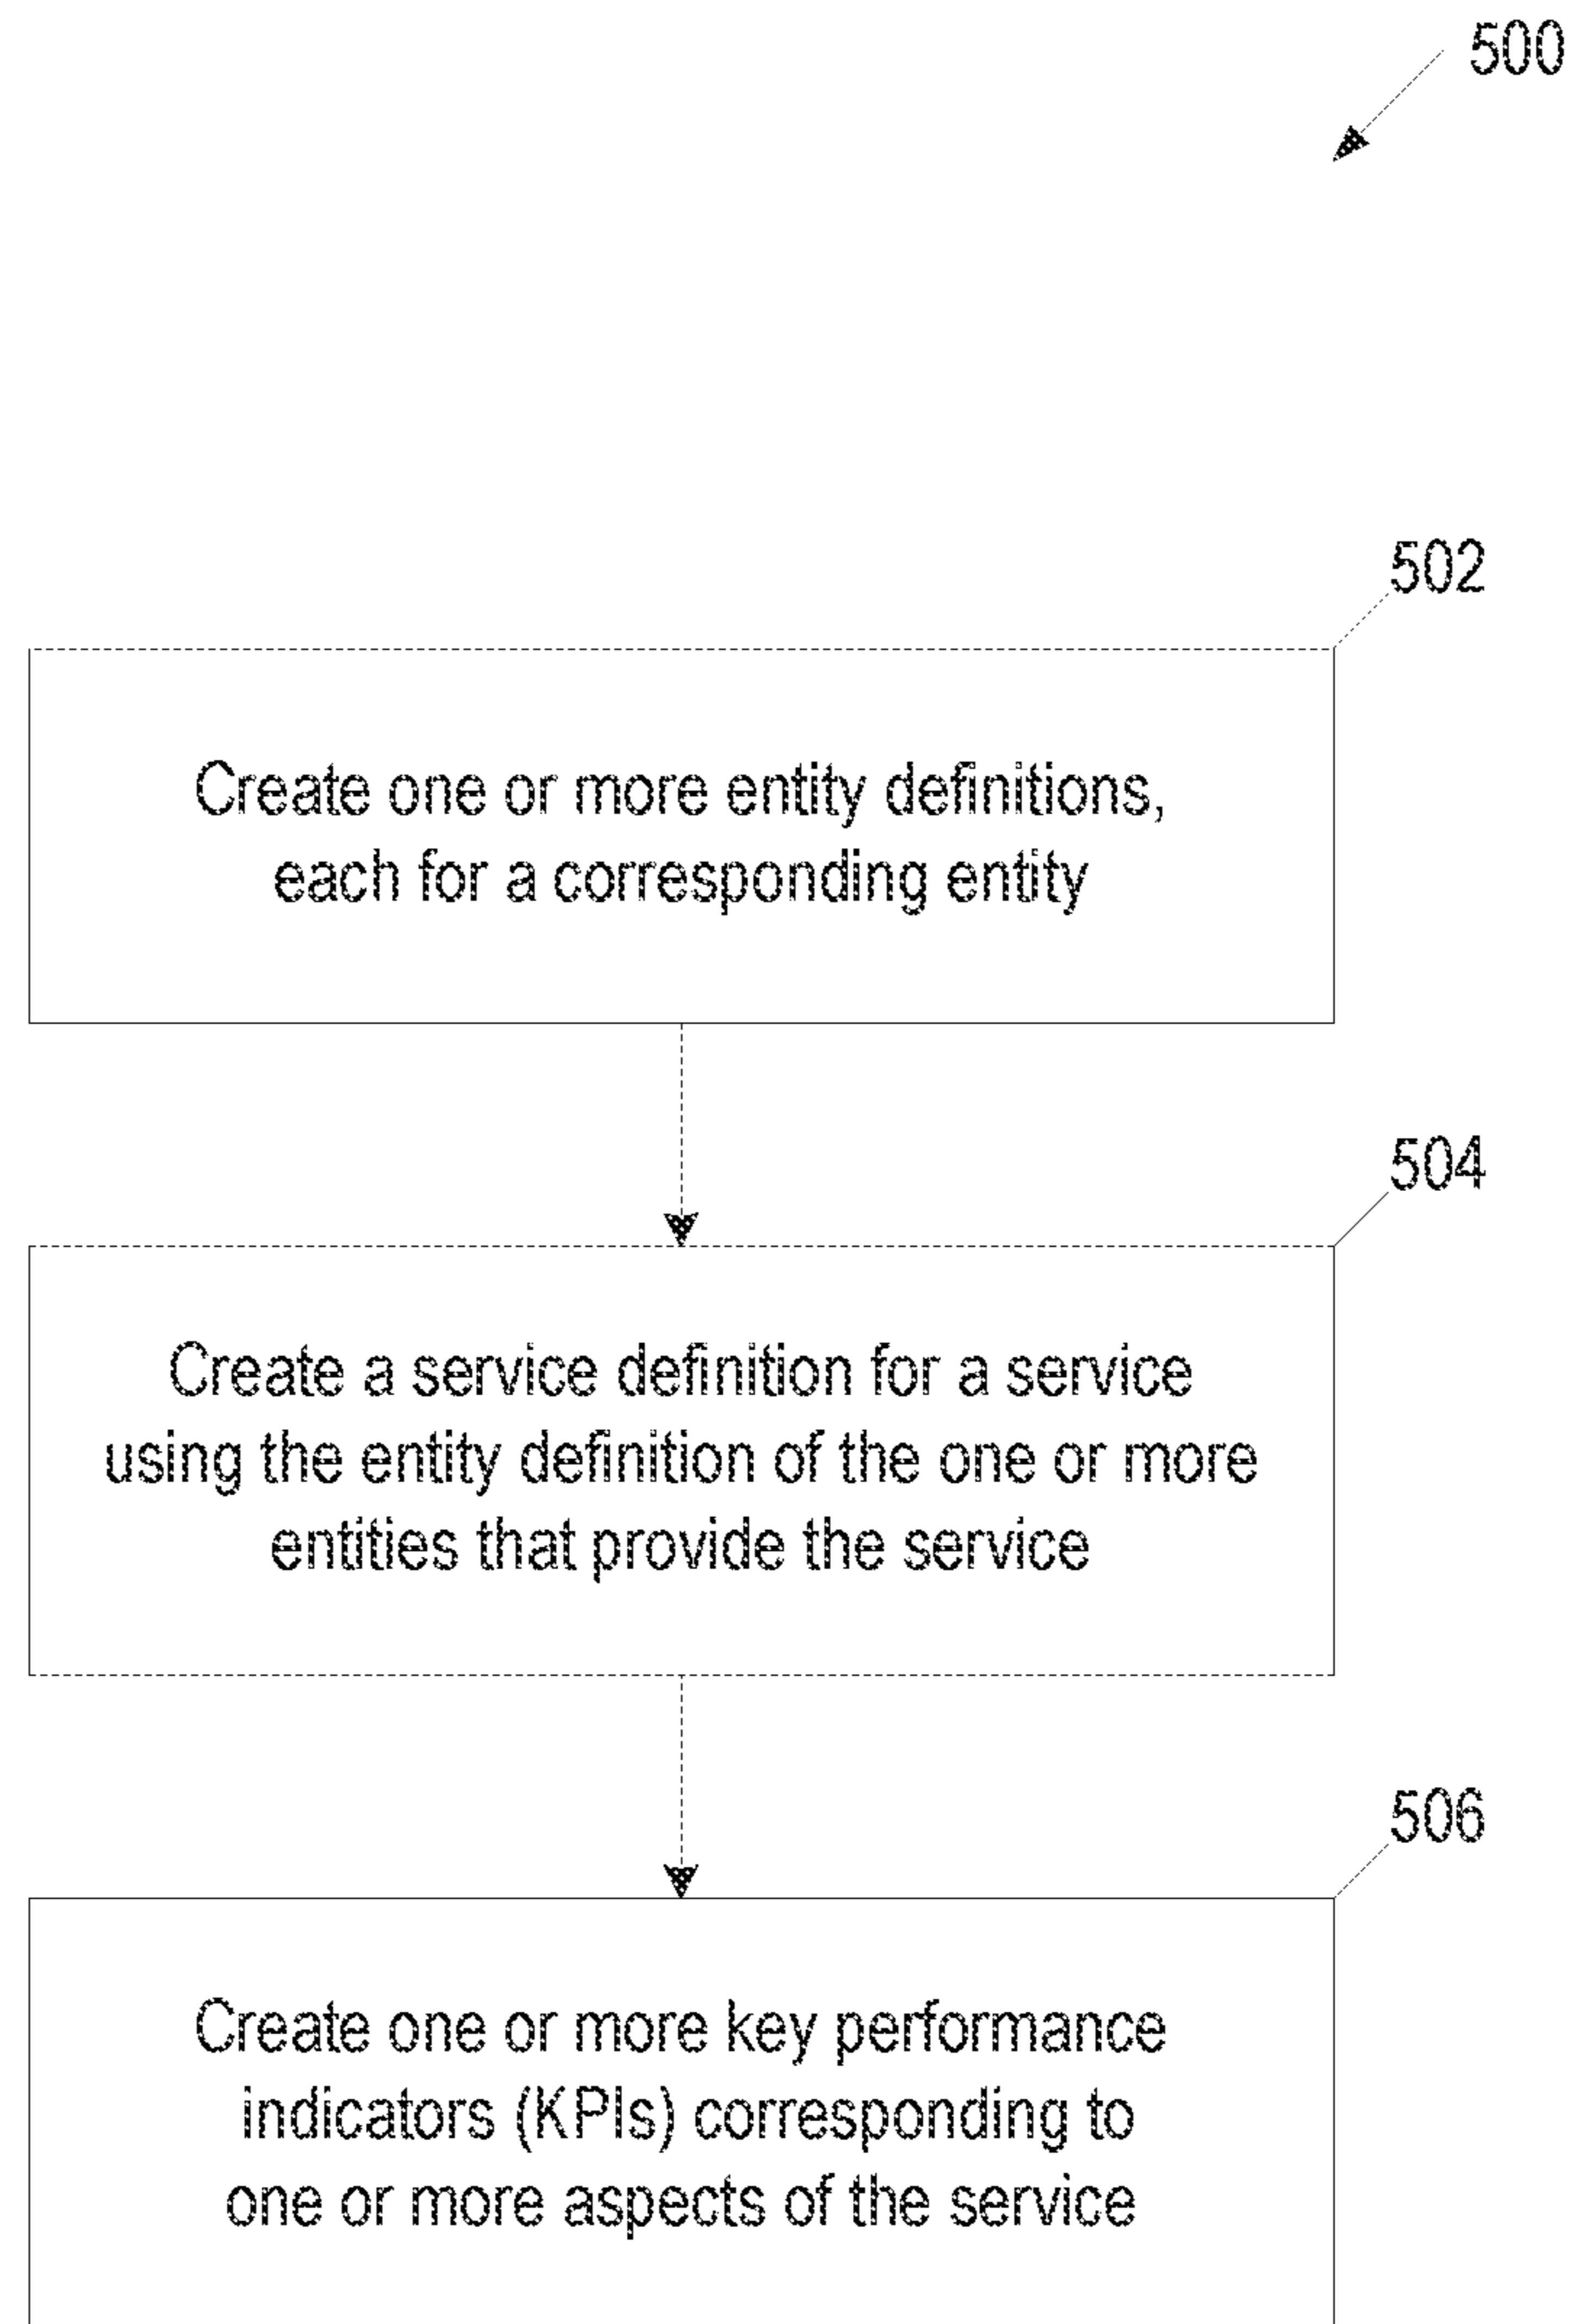 500
502
Create one or more entity definitions,
each for a corresponding entity
504
Create a service definition for a service
using the entity definition of the one or more
entities that provide the service
506
Create one or more key performance
indicators (KPIs) corresponding to
one or more aspects of the service